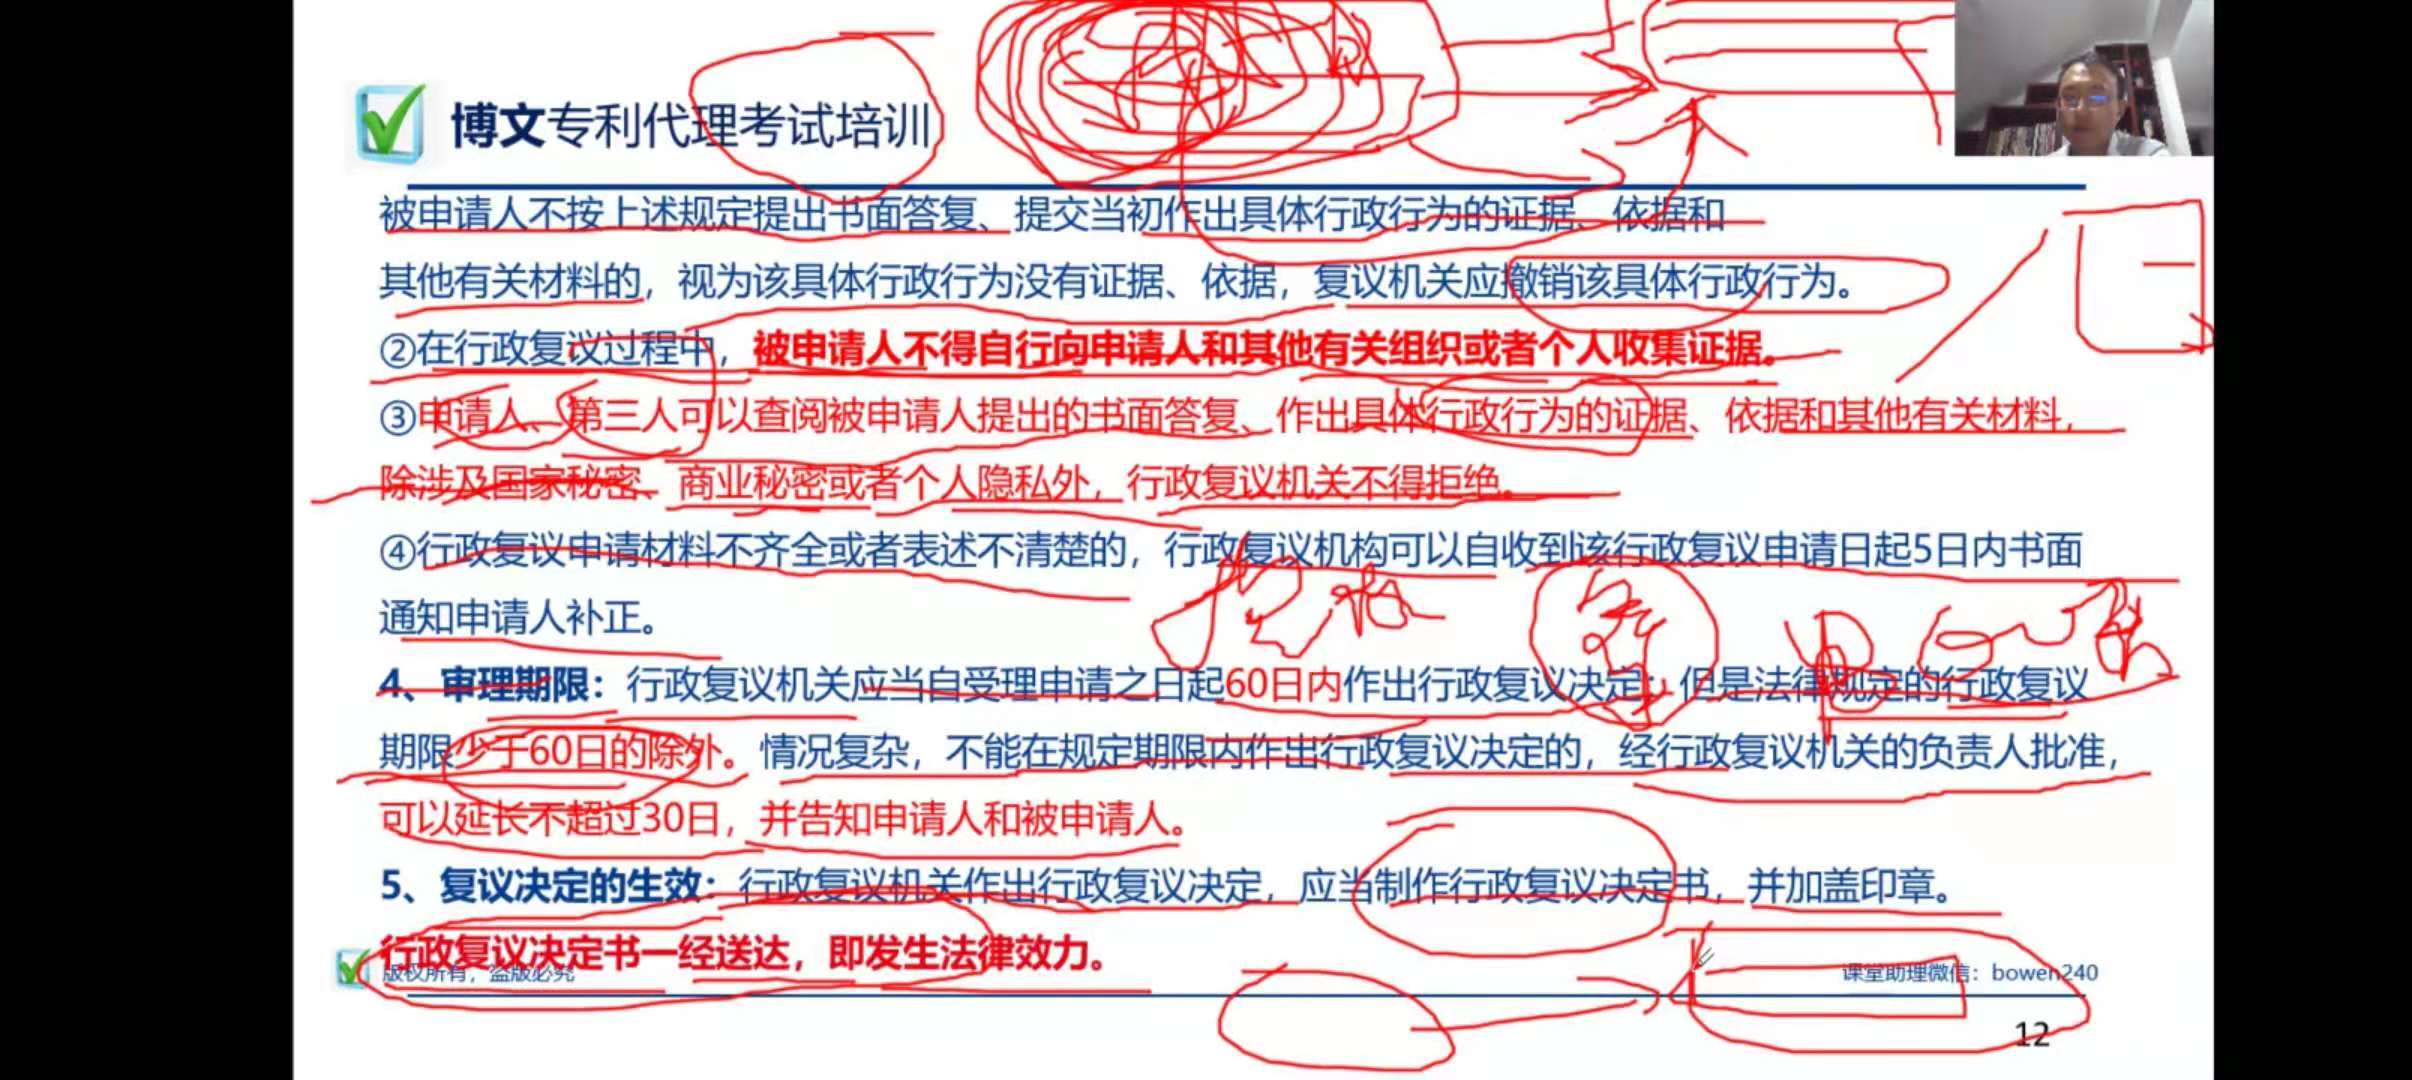 博文专利代理考试培训
被申请人不按上述规定提出书面答复、提交当初作出具体行政行为的证据、依据和
其他有关材料的，视为该具体行政行为没有证据、依据，复议机关应撤销该具体行政行为。
②在行政复议过程中，被申请人不得自行向申请人和其他有关组织或者个人收集证据。
③申请人、第三人可以查阅被申请人提出的书面答复、作出具体行政行为的证据、依据和其他有关材料，
除涉及国家秘密、商业秘密或者个人隐私外，行政复议机关不得拒绝。
④行政复议申请材料不齐全或者表述不清楚的，行政复议机构可以自收到该行政复议申请日起5日内书面
通知申请人补正。
4、审理期限：行政复议机关应当自受理申请之日起60日内作出行政复议决定；但是法律规定的行政复议
期限少于60日的除外。情况复杂，不能在规定期限内作出行政复议决定的，经行政复议机关的负责人批准，
可以延长不超过30日，并告知申请人和被申请人。
5、复议决定的生效：行政复议机关作出行政复议决定，应当制作行政复议决定书，并加盖印章。
行政复议决定书一经送达，即发生法律效力。
版权所有，盗版必究
课堂助理微信：bowen240
12